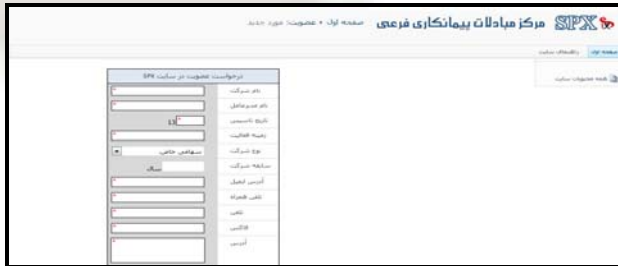 SPX مرکز مبادلات پیمانکاری فرعی صفحه اول • عضویت: مورد جدید
صفحه اول راهنمای سایت
همه محتویات سایت
درخواست عضویت در سایت SPX
نام شرکت *
نام مدیرعامل *
تاریخ تاسیس 13 *
زمینه فعالیت *
نوع شرکت سهامی خاص
سابقه شرکت سال
آدرس ایمیل *
تلفن همراه *
تلفن *
فاکس *
آدرس *